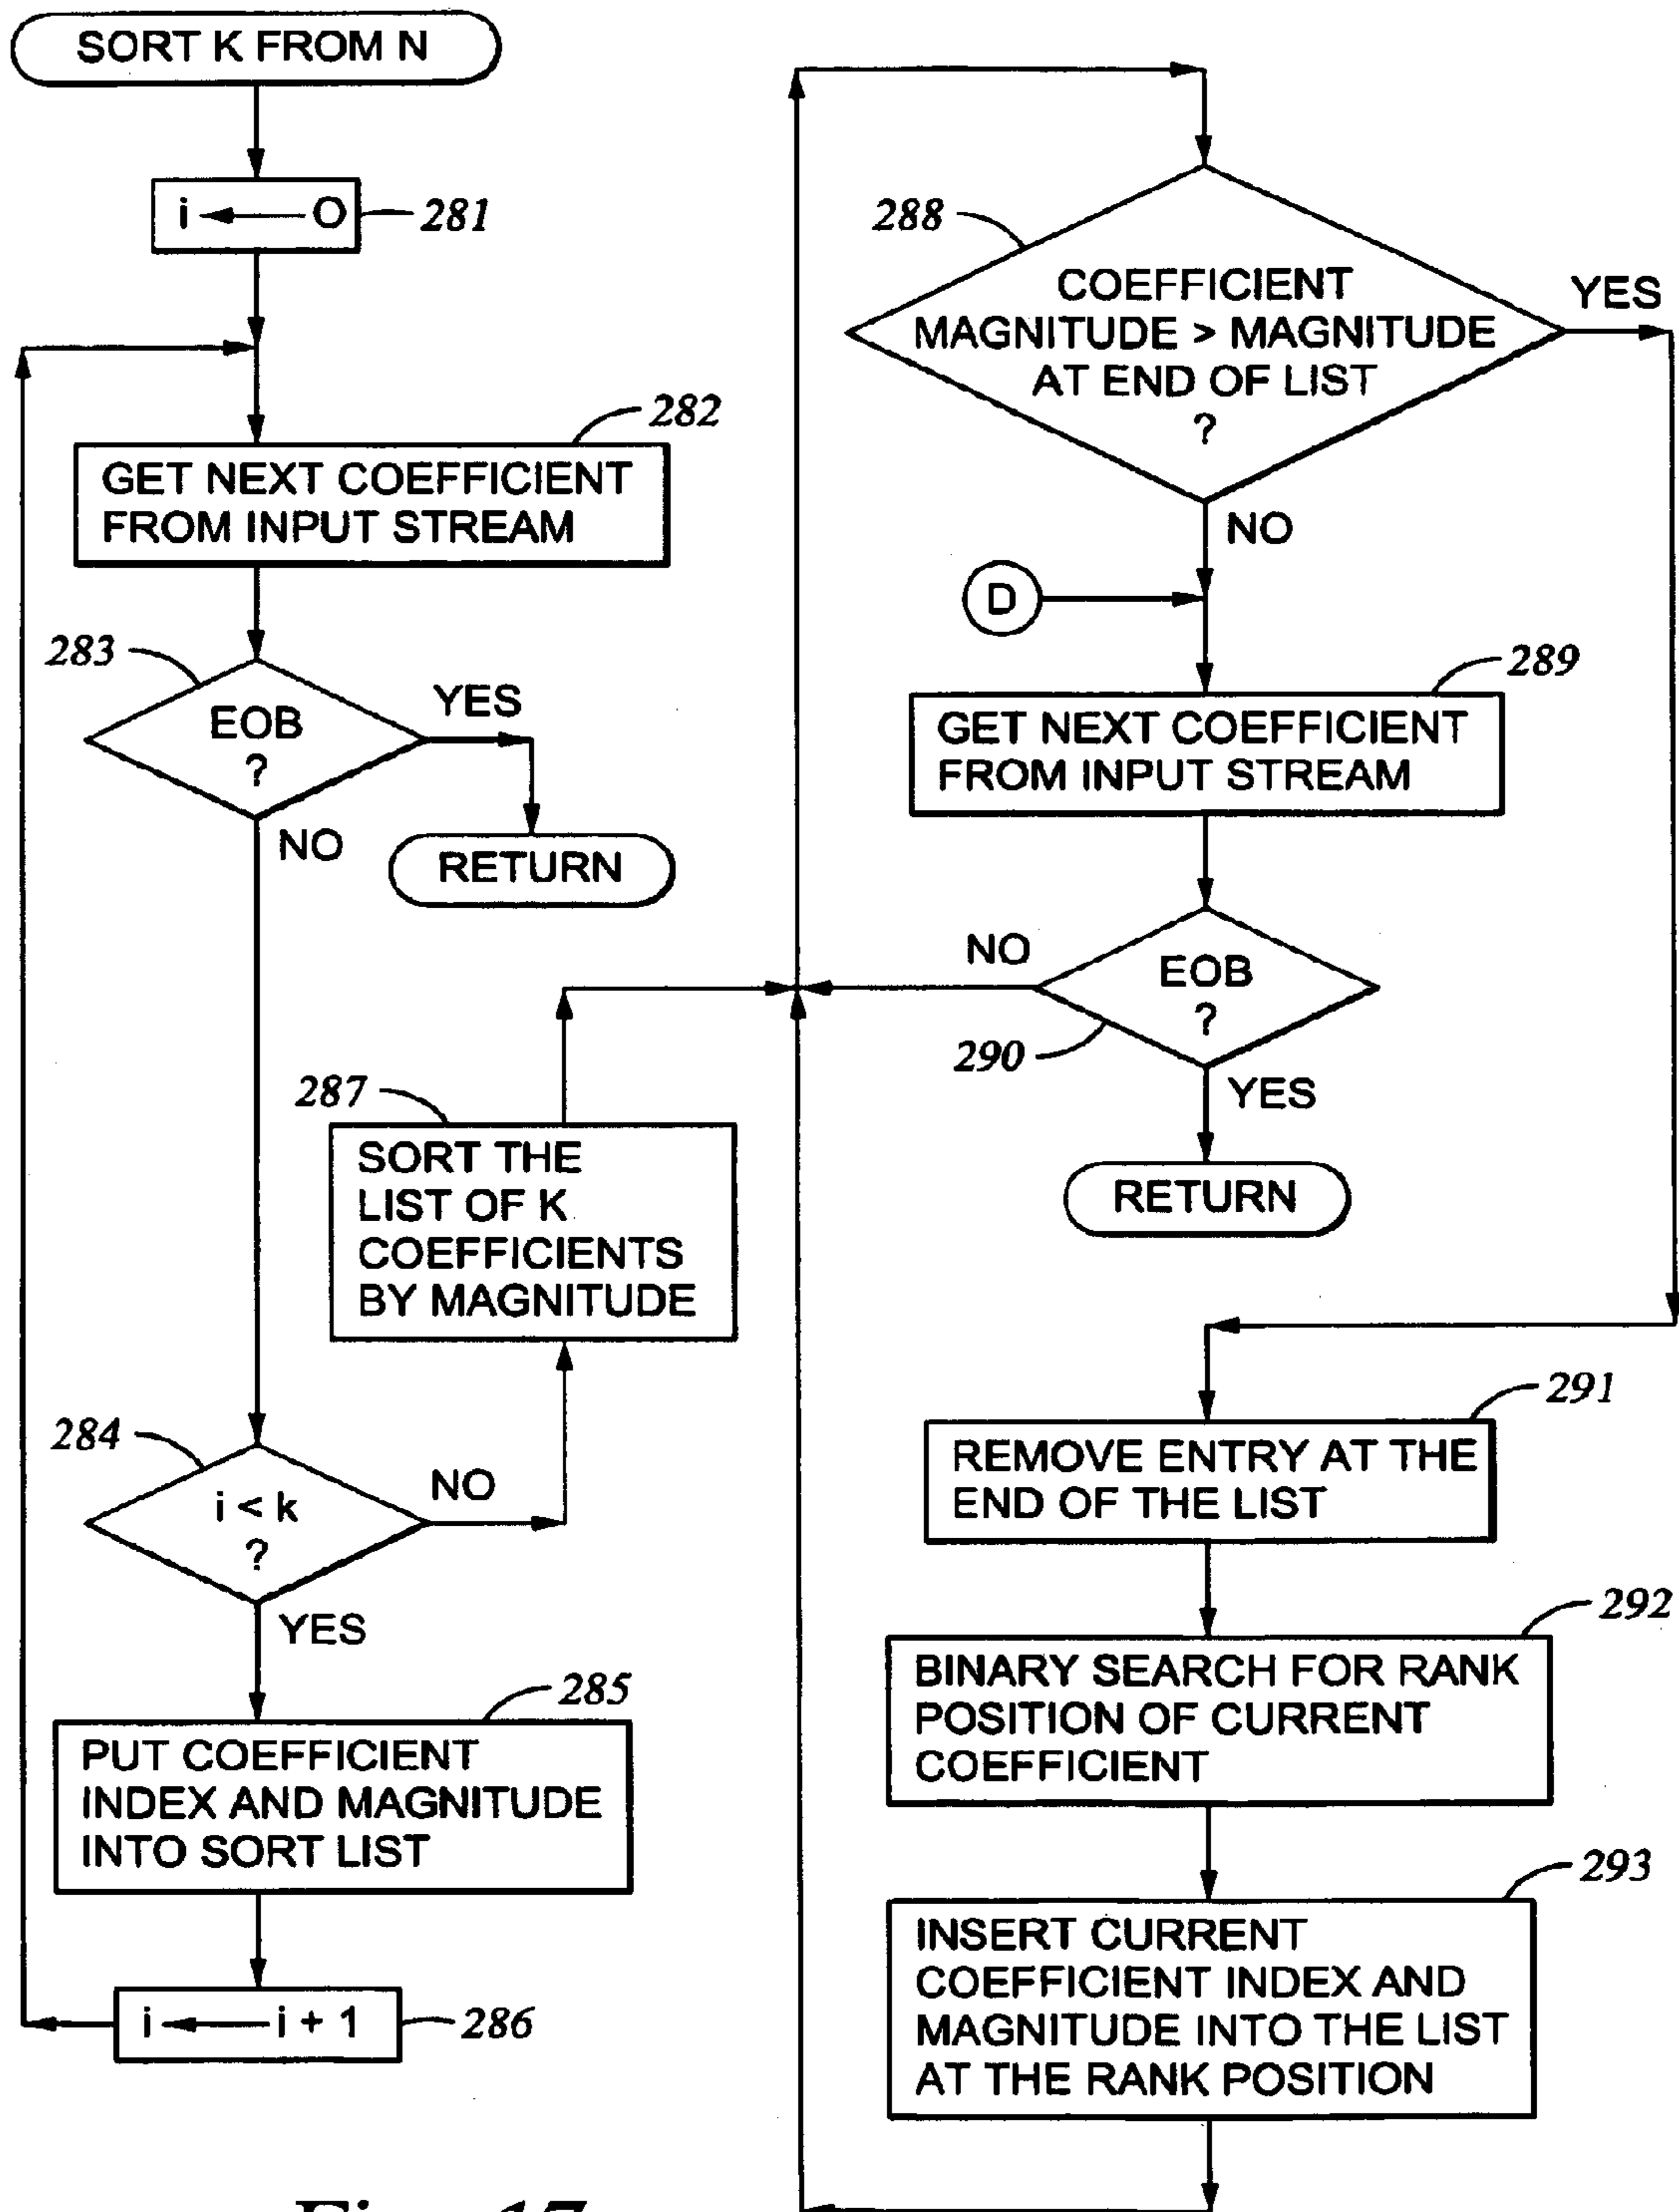 SORT K FROM N
i ← O
281
282
GET NEXT COEFFICIENT
FROM INPUT STREAM
283
EOB
?
YES
NO
RETURN
284
i < k
?
NO
YES
285
PUT COEFFICIENT
INDEX AND MAGNITUDE
INTO SORT LIST
i ← i + 1
286
287
SORT THE
LIST OF K
COEFFICIENTS
BY MAGNITUDE
288
COEFFICIENT
MAGNITUDE > MAGNITUDE
AT END OF LIST
?
YES
NO
D
289
GET NEXT COEFFICIENT
FROM INPUT STREAM
NO
EOB
?
290
YES
RETURN
291
REMOVE ENTRY AT THE
END OF THE LIST
292
BINARY SEARCH FOR RANK
POSITION OF CURRENT
COEFFICIENT
293
INSERT CURRENT
COEFFICIENT INDEX AND
MAGNITUDE INTO THE LIST
AT THE RANK POSITION